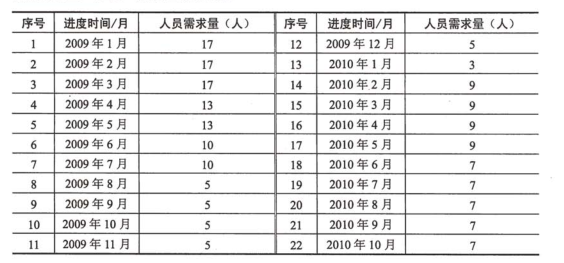 序号 进度时间/月 人员需求量（人） 序号 进度时间/月 人员需求量（人）
1 2009 年 1 月 17 12 2009 年 12 月 5
2 2009 年 2 月 17 13 2010 年 1 月 3
3 2009 年 3 月 17 14 2010 年 2 月 9
4 2009 年 4 月 13 15 2010 年 3 月 9
5 2009 年 5 月 13 16 2010 年 4 月 9
6 2009 年 6 月 10 17 2010 年 5 月 9
7 2009 年 7 月 10 18 2010 年 6 月 7
8 2009 年 8 月 5 19 2010 年 7 月 7
9 2009 年 9 月 5 20 2010 年 8 月 7
10 2009 年 10 月 5 21 2010 年 9 月 7
11 2009 年 11 月 5 22 2010 年 10 月 7